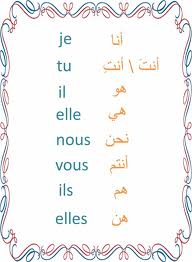 je أنا
tu أنتَ \ أنتِ
il هو
elle هي
nous نحن
vous أنتم
ils هم
elles هن